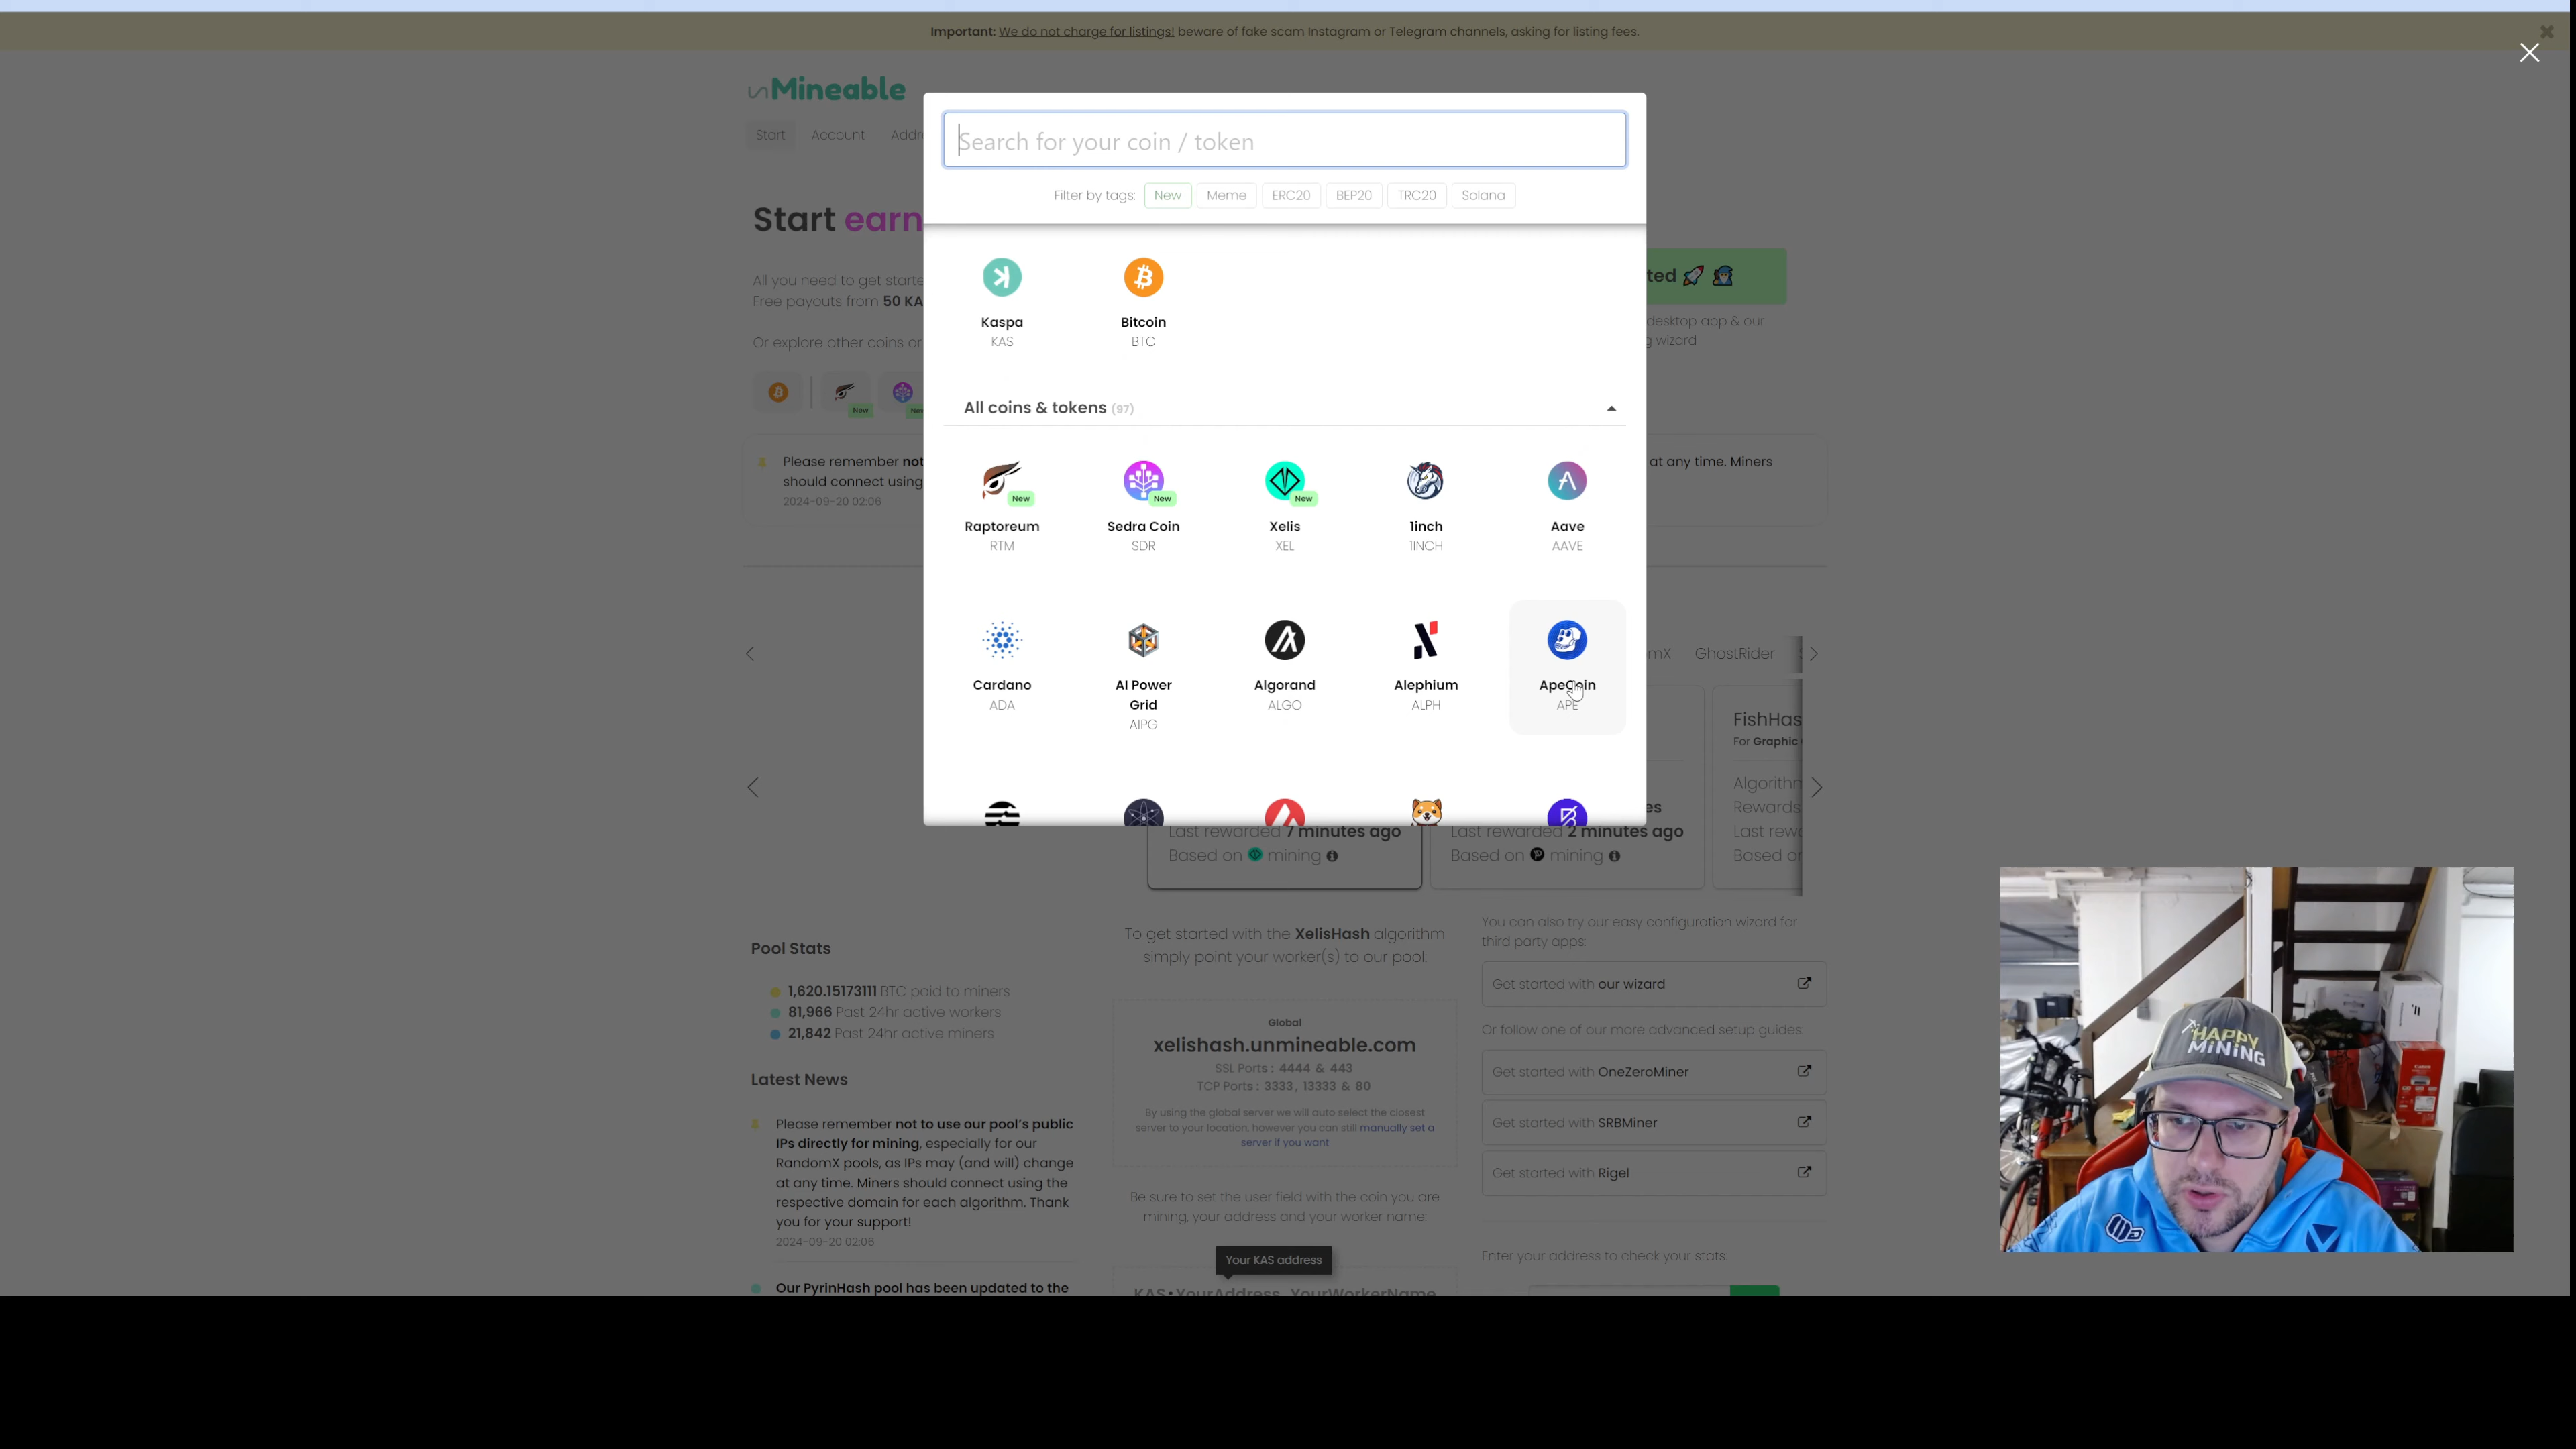 Important: We do not charge for listings! beware of fake scam Instagram or Telegram channels, asking for listing fees.
unMineable
Start Account
Start earn
All you need to get
Free payouts from 50
Or explore other coins or
New
Please remember not
should connect using
2024-09-20 02:06
Search for your coin / token
Filter by tags: New Meme ERC20 BEP20 TRC20 Solana
Kaspa
KAS
Bitcoin
BTC
All coins & tokens (97)
New
Raptoreum
RTM
New
Sedra Coin
SDR
New
Xelis
XEL
1inch
1INCH
Aave
AAVE
Cardano
ADA
AI Power
Grid
AIPG
Algorand
ALGO
Alephium
ALPH
ApeCoin
APE
desktop app & our
wizard
at any time. Miners
GhostRider
For Graphic
Rewards
Last
Based
Last rewarded 7 minutes ago
Based on mining
Last rewarded 2 minutes ago
Based on mining
Pool Stats
1,620.15173111 BTC paid to miners
81,966 Past 24hr active workers
21,842 Past 24hr active miners
Latest News
Please remember not to use our pool's public
IPs directly for mining, especially for our
RandomX pools, as IPs may (and will) change
at any time. Miners should connect using the
respective domain for each algorithm. Thank
you for your support!
2024-09-20 02:06
Our PyrinHash pool has been updated to the
To get started with the XelisHash algorithm
simply point your worker(s) to our pool:
Global
xelishash.unmineable.com
SSL Ports: 4444 & 443
TCP Ports: 3333, 13333 & 80
By using the global server we will auto select the closest
server to your location, however you can still manually set a
server if you want
Be sure to set the user field with the coin you are
mining, your address and your worker name:
Your KAS address
KAS:YourAddress.YourWorkerName
You can also try our easy configuration wizard for
third party apps:
Get started with our wizard
Or follow one of our more advanced setup guides:
Get started with OneZeroMiner
Get started with SRBMiner
Get started with Rigel
Enter your address to check your stats:
HAPPY
MINING